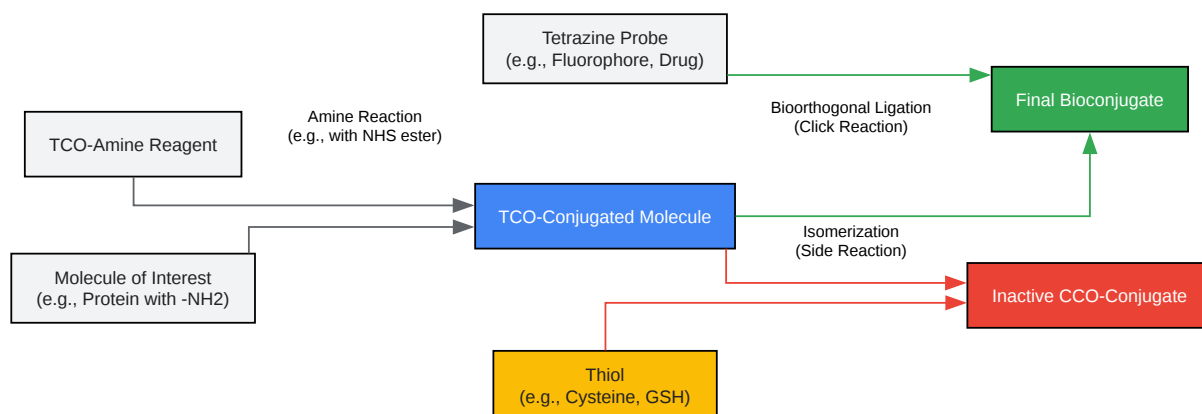 Tetrazine Probe
(e.g., Fluorophore, Drug)
Final Bioconjugate
Amine Reaction
(e.g., with NHS ester)
Bioorthogonal Ligation
(Click Reaction)
TCO-Amine Reagent
TCO-Conjugated Molecule
Isomerization
(Side Reaction)
Molecule of Interest
(e.g., Protein with -NH2)
Inactive CCO-Conjugate
Thiol
(e.g., Cysteine, GSH)